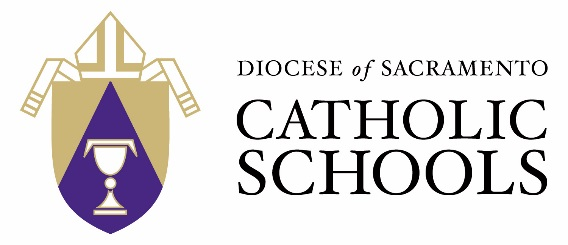 DIOCESE of SACRAMENTO
CATHOLIC
SCHOOLS